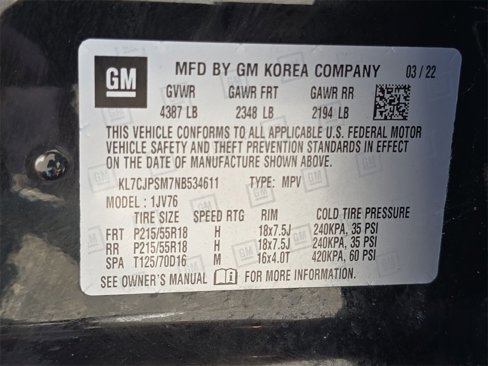 GM
MFD BY GM KOREA COMPANY 03/22
GVWR GAWR FRT GAWR RR
4387 LB 2348 LB 2194 LB
THIS VEHICLE CONFORMS TO ALL APPLICABLE U.S. FEDERAL MOTOR
VEHICLE SAFETY AND THEFT PREVENTION STANDARDS IN EFFECT
ON THE DATE OF MANUFACTURE SHOWN ABOVE.
KL7CJPSM7NB534611 TYPE: MPV
MODEL: 1JV76
TIRE SIZE SPEED RTG RIM COLD TIRE PRESSURE
FRT P215/55R18 H 18x7.5J 240KPA, 35 PSI
RR P215/55R18 H 18x7.5J 240KPA, 35 PSI
SPA T125/70D16 M 16x4.0T 420KPA, 60 PSI
SEE OWNER'S MANUAL FOR MORE INFORMATION.